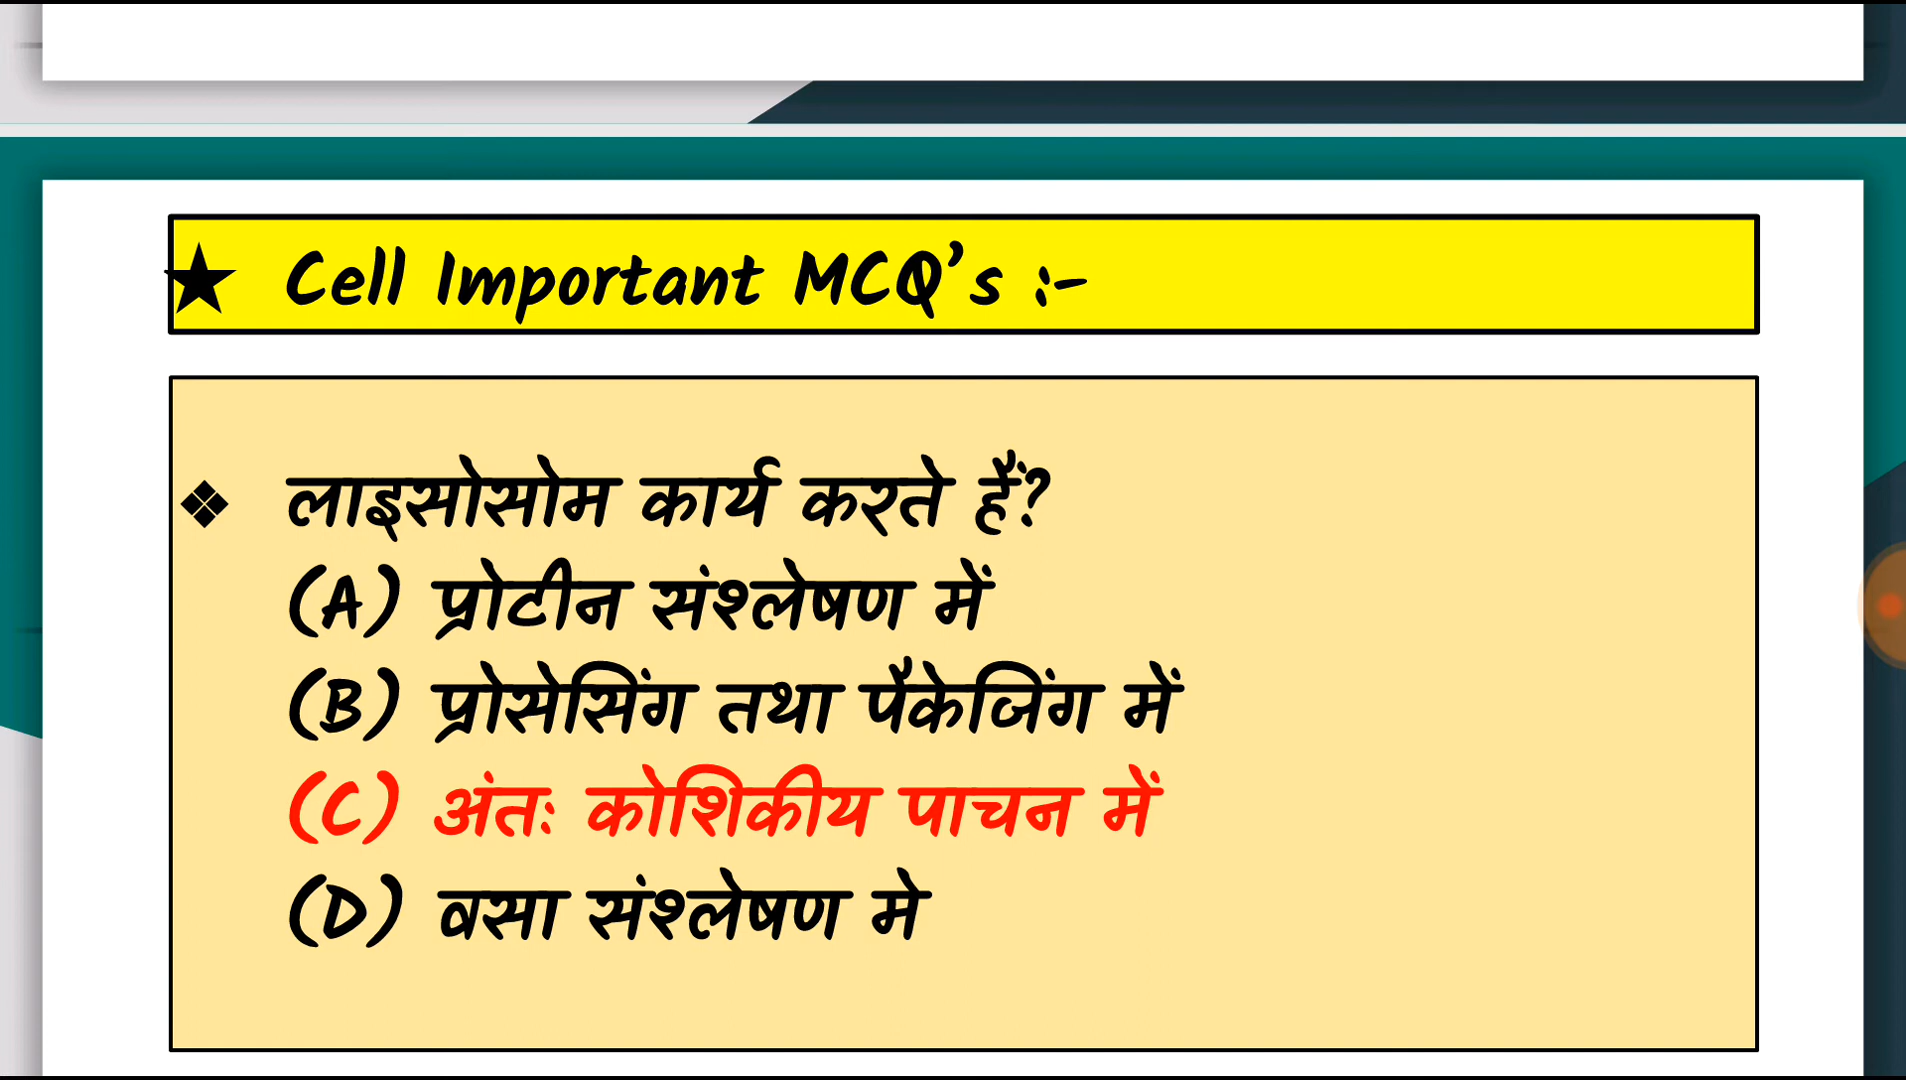 ★ Cell Important MCQ’s :-
❖ लाइसोसोम कार्य करते हैं?
(A) प्रोटीन संश्लेषण में
(B) प्रोसेसिंग तथा पैकेजिंग में
(C) अंतः कोशिकीय पाचन में
(D) वसा संश्लेषण मे